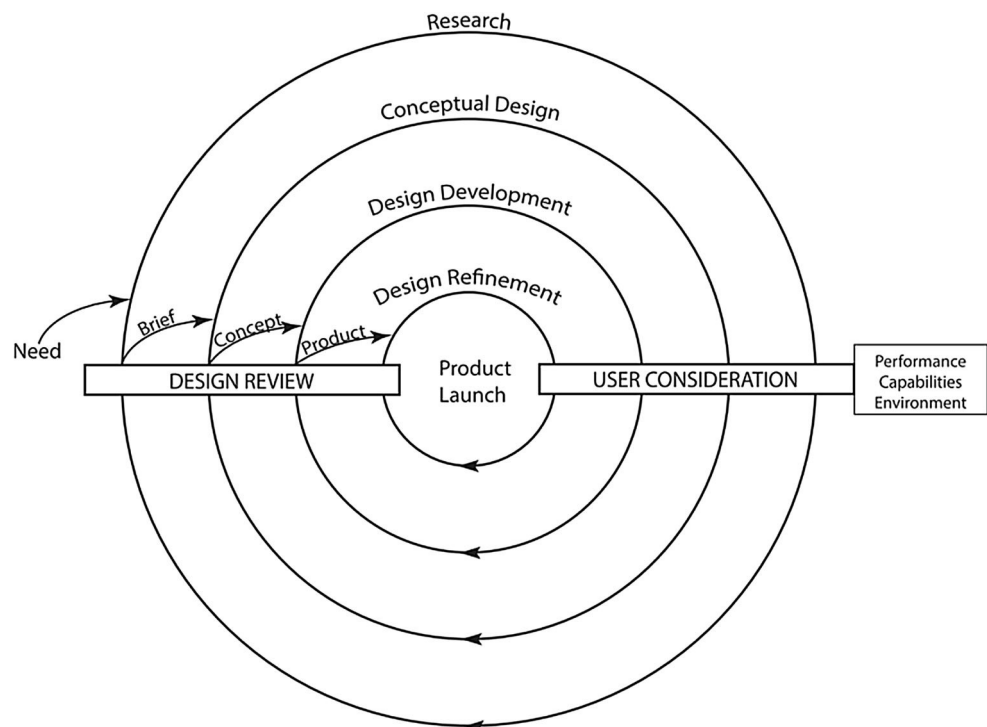 Research
Conceptual Design
Design Development
Design Refinement
Need
Brief
Concept
Product
DESIGN REVIEW
Product
Launch
USER CONSIDERATION
Performance
Capabilities
Environment